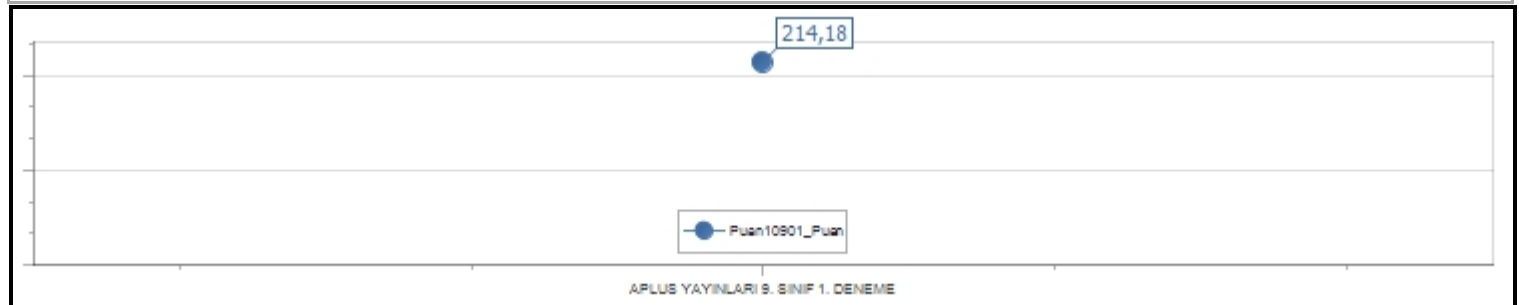 214,18
Puan10901_Puan
APLUS YAYINLARI 9. SINIF 1. DENEME